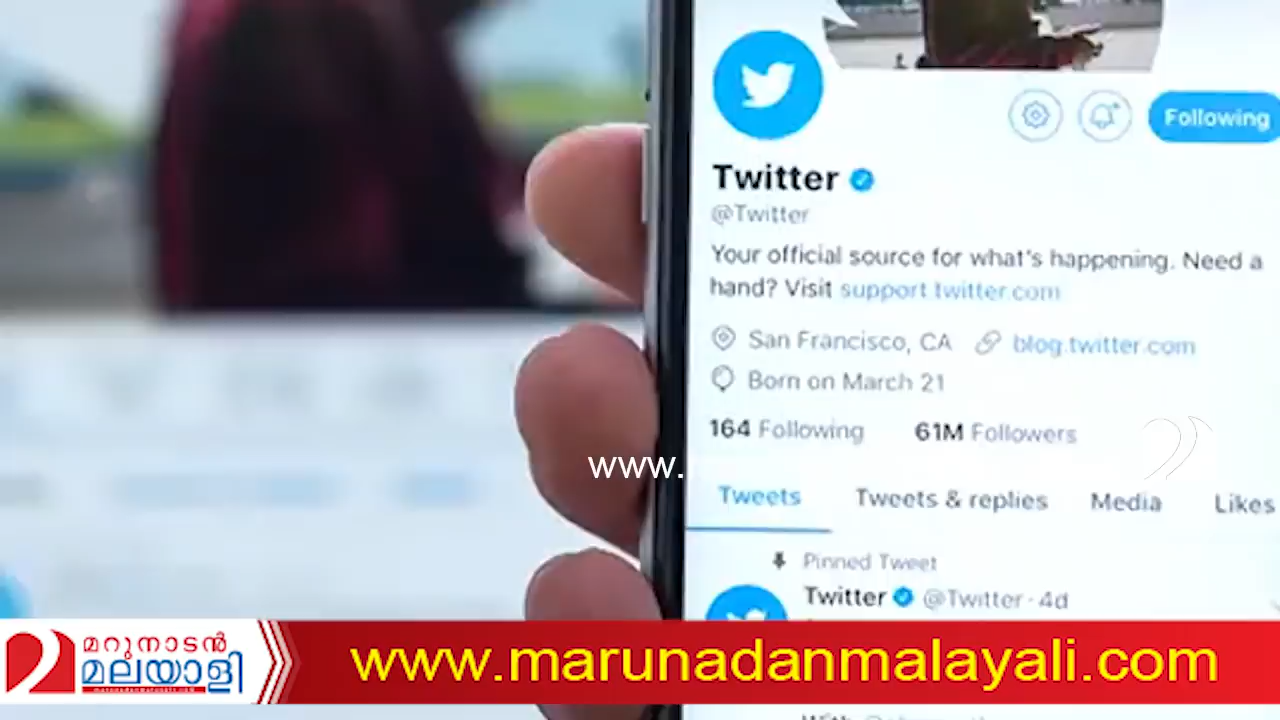 Following
Twitter
@Twitter
Your official source for what's happening. Need a
hand? Visit support.twitter.com
San Francisco, CA blog.twitter.com
Born on March 21
164 Following 61M Followers
www.
Tweets Tweets & replies Media Likes
Pinned Tweet
Twitter @Twitter · 4d
മറുനാടൻ
മലയാളി
www.marunadanmalayali.com